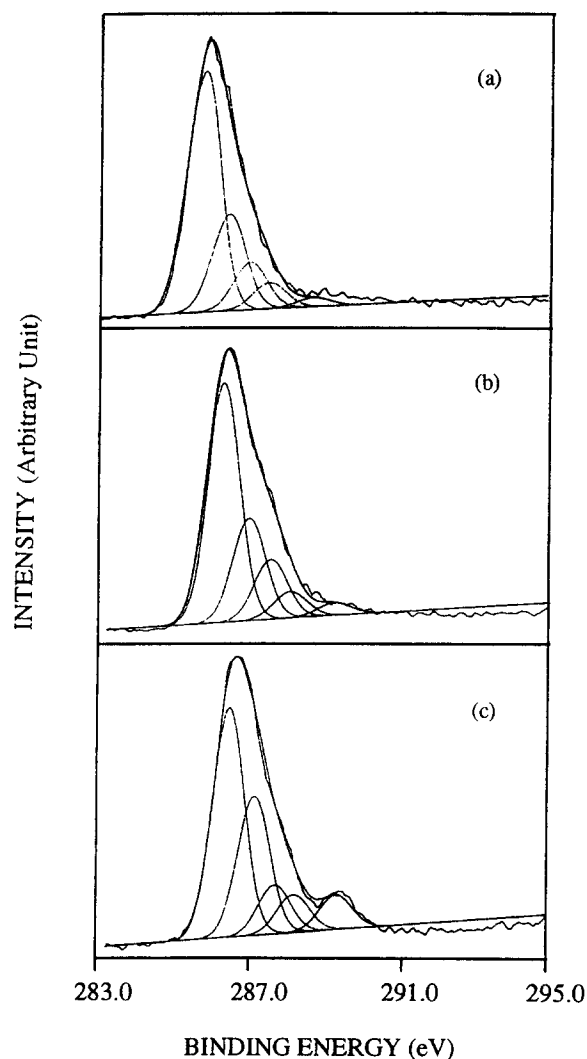 (a)
(b)
(c)
INTENSITY (Arbitrary Unit)
283.0 287.0 291.0 295.0
BINDING ENERGY (eV)